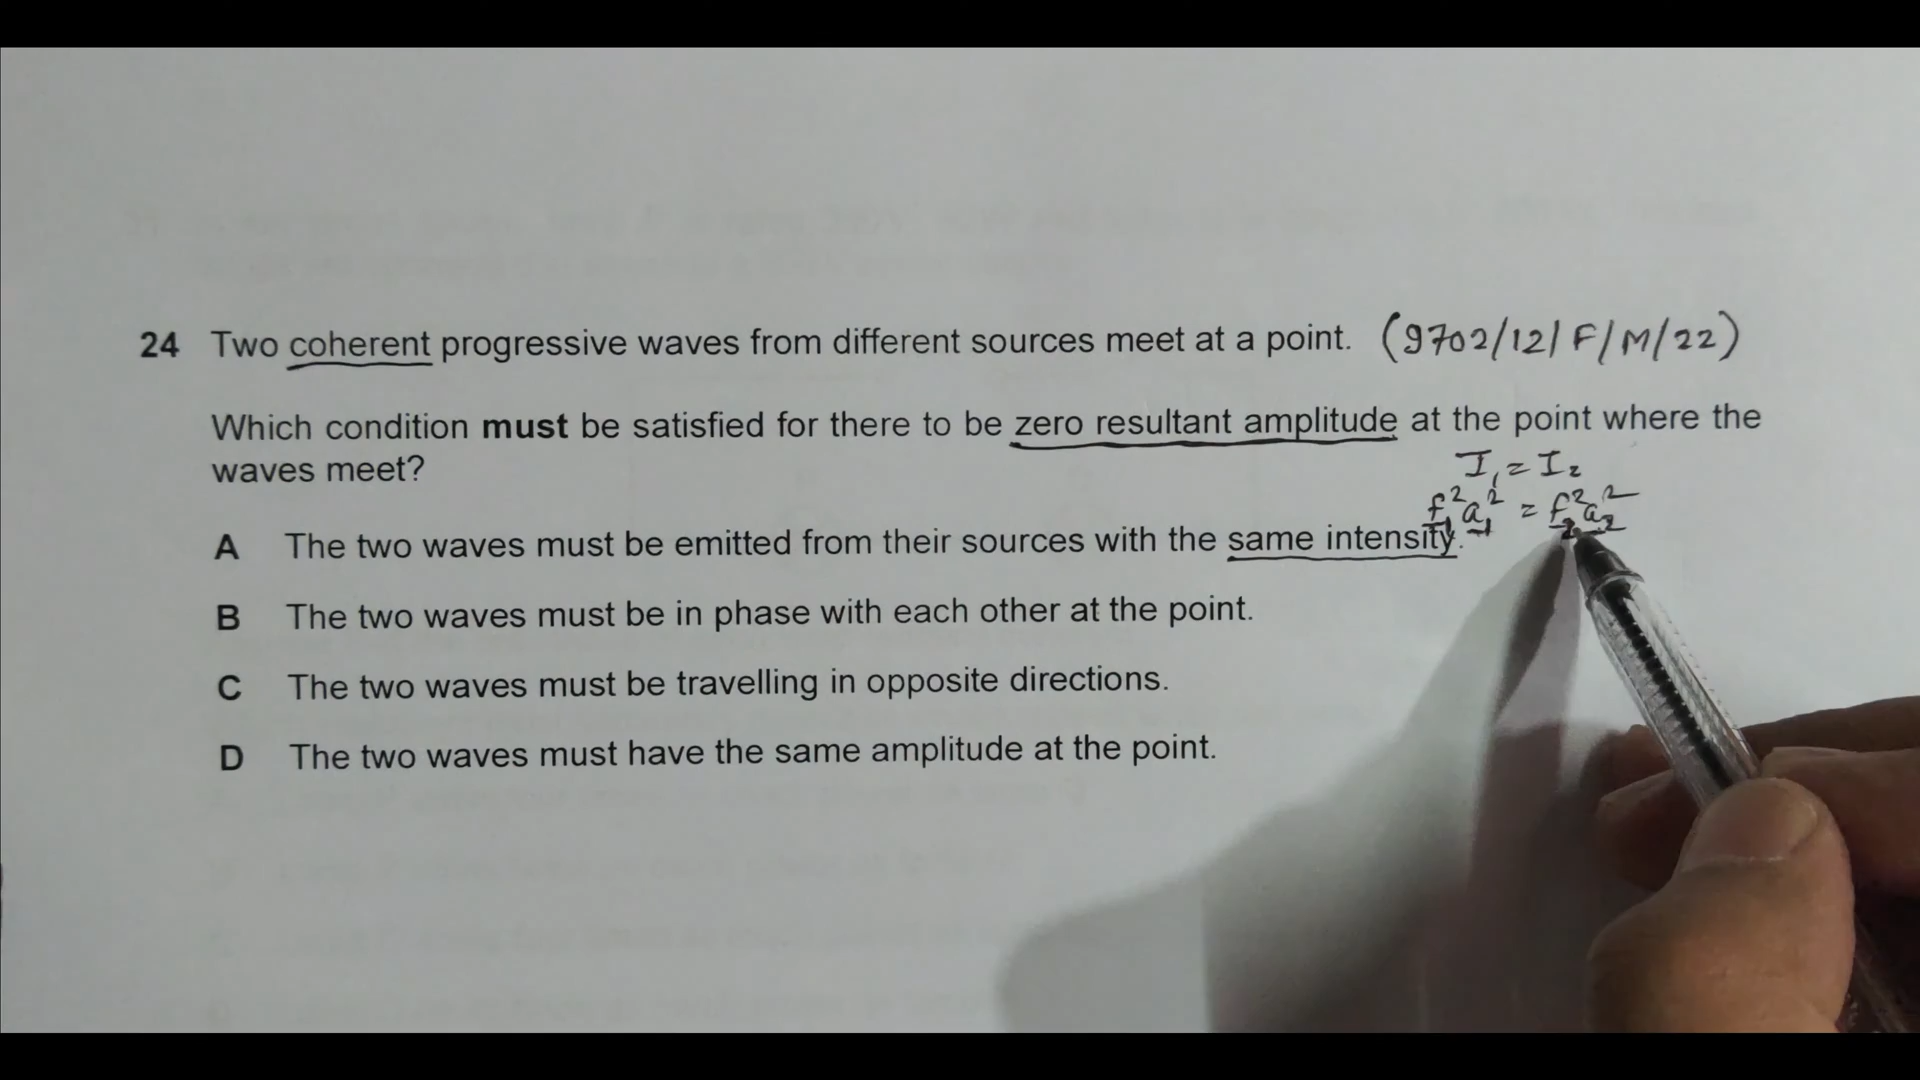 24 Two coherent progressive waves from different sources meet at a point. (9702/12/F/M/22)
Which condition must be satisfied for there to be zero resultant amplitude at the point where the
waves meet?
I₁ = I₂
f₁²a₁² = f₂²a₂²
A The two waves must be emitted from their sources with the same intensity.
B The two waves must be in phase with each other at the point.
C The two waves must be travelling in opposite directions.
D The two waves must have the same amplitude at the point.